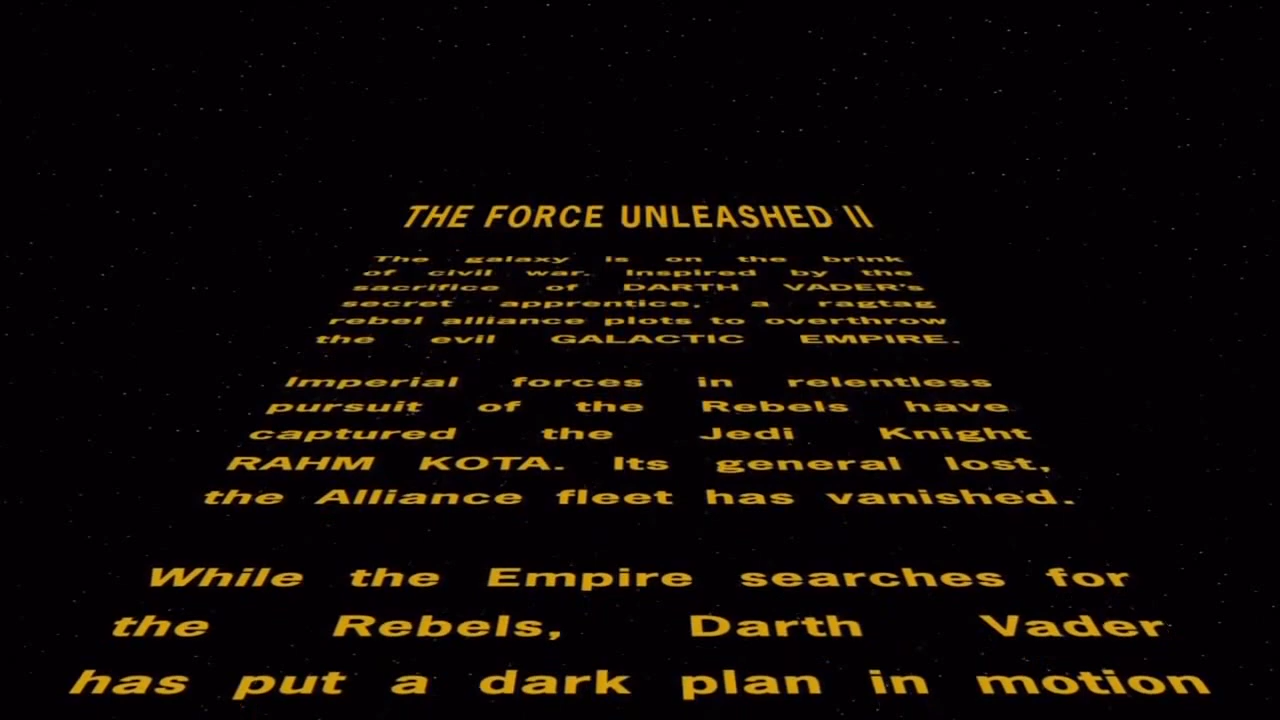 THE FORCE UNLEASHED II
The galaxy is on the brink
of civil war. Inspired by the
sacrifice of DARTH VADER's
secret apprentice, a ragtag
rebel alliance plots to overthrow
the evil GALACTIC EMPIRE.
Imperial forces in relentless
pursuit of the Rebels have
captured the Jedi Knight
RAHM KOTA. Its general lost,
the Alliance fleet has vanished.
While the Empire searches for
the Rebels, Darth Vader
has put a dark plan in motion